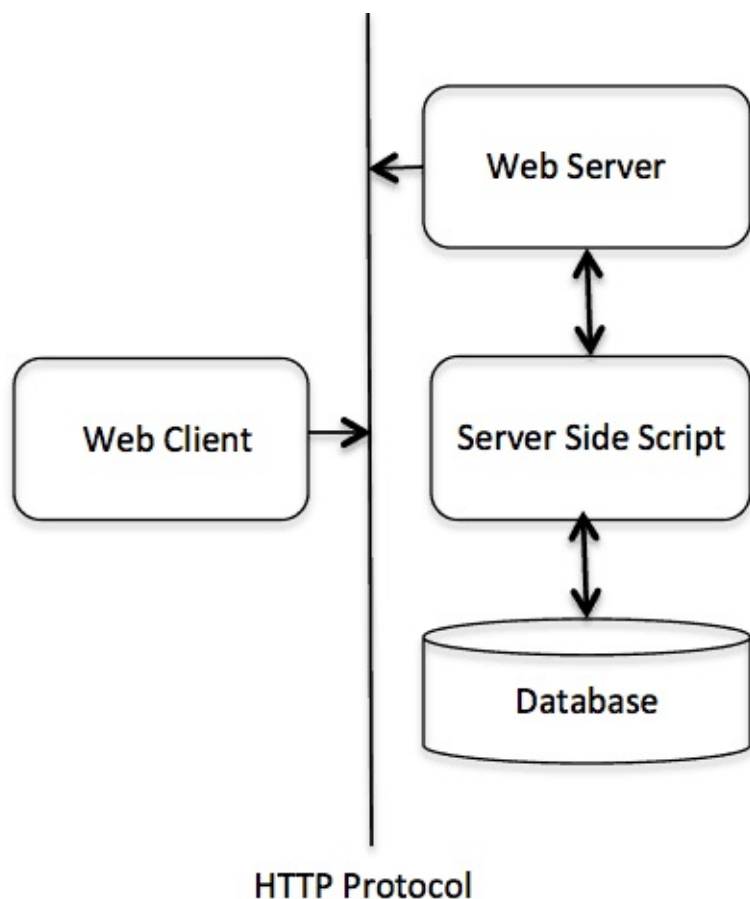 Web Server
Web Client
Server Side Script
Database
HTTP Protocol